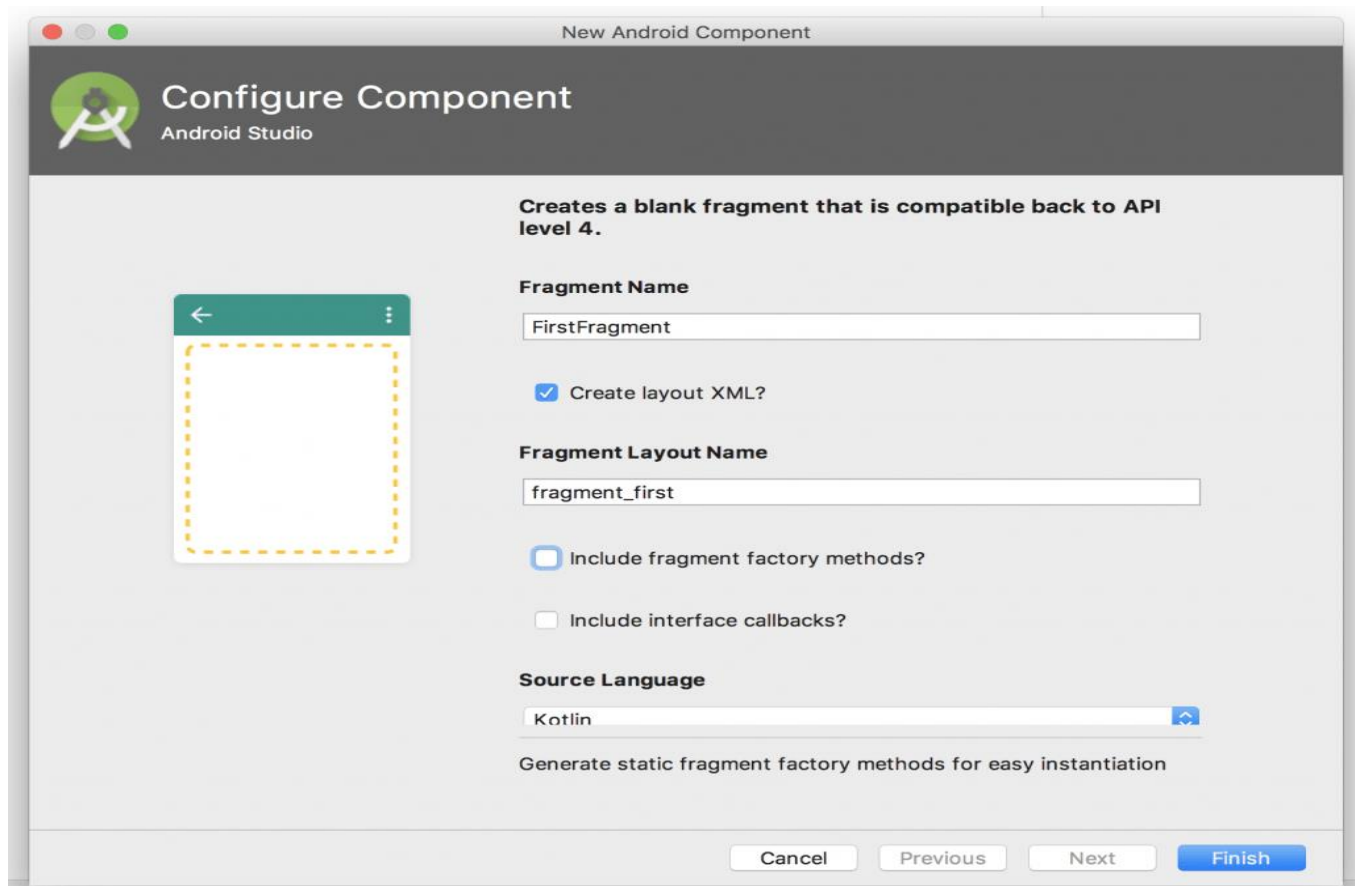 New Android Component
Configure Component
Android Studio
Creates a blank fragment that is compatible back to API
level 4.
Fragment Name
FirstFragment
Create layout XML?
Fragment Layout Name
fragment_first
Include fragment factory methods?
Include interface callbacks?
Source Language
Kotlin
Generate static fragment factory methods for easy instantiation
Cancel
Previous
Next
Finish